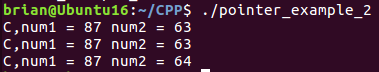 brian@Ubuntu16:~/CPP$ ./pointer_example_2
C,num1 = 87 num2 = 63
C,num1 = 87 num2 = 63
C,num1 = 87 num2 = 64